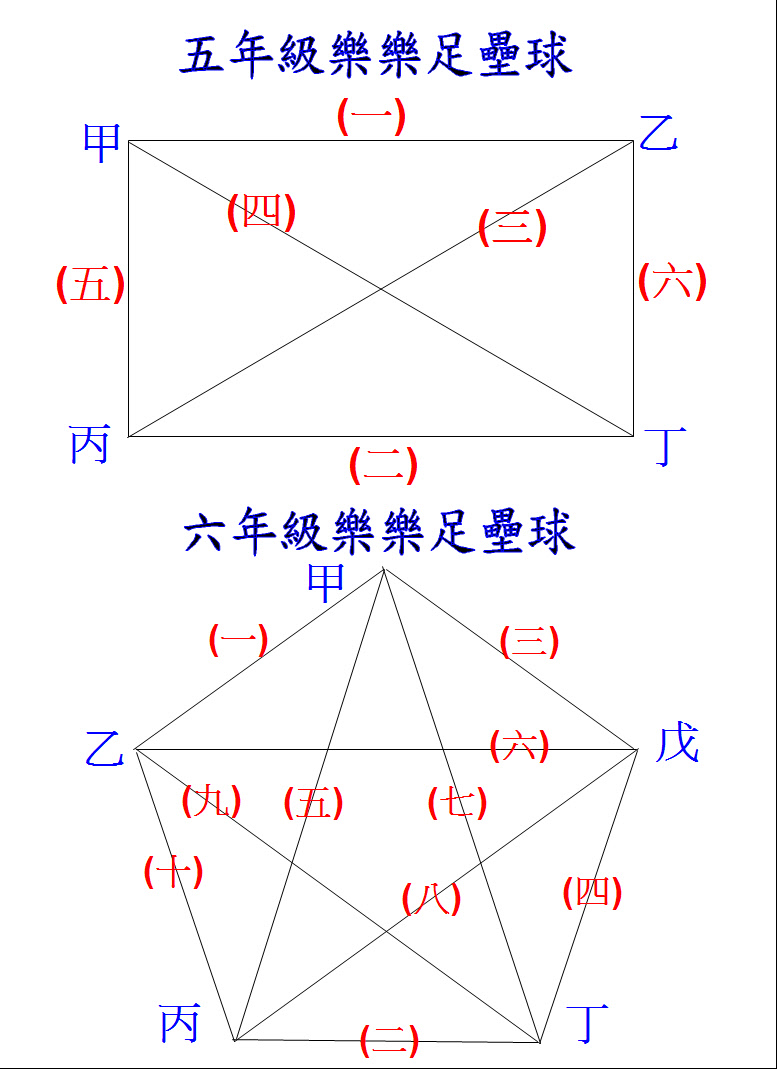 五年級樂樂足壘球
(一)
甲
乙
(四)
(三)
(五)
(六)
丙
丁
(二)
六年級樂樂足壘球
甲
(一)
(三)
乙
(六)
戊
(九)
(五)
(七)
(十)
(八)
(四)
丙
(二)
丁